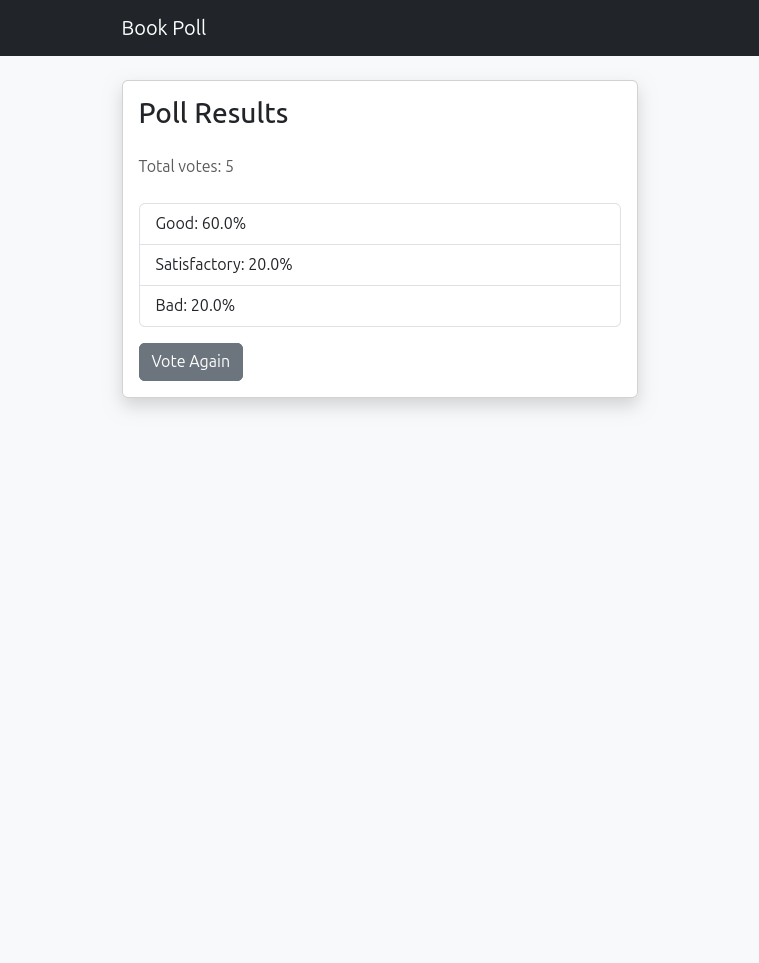 Book Poll
Poll Results
Total votes: 5
Good: 60.0%
Satisfactory: 20.0%
Bad: 20.0%
Vote Again